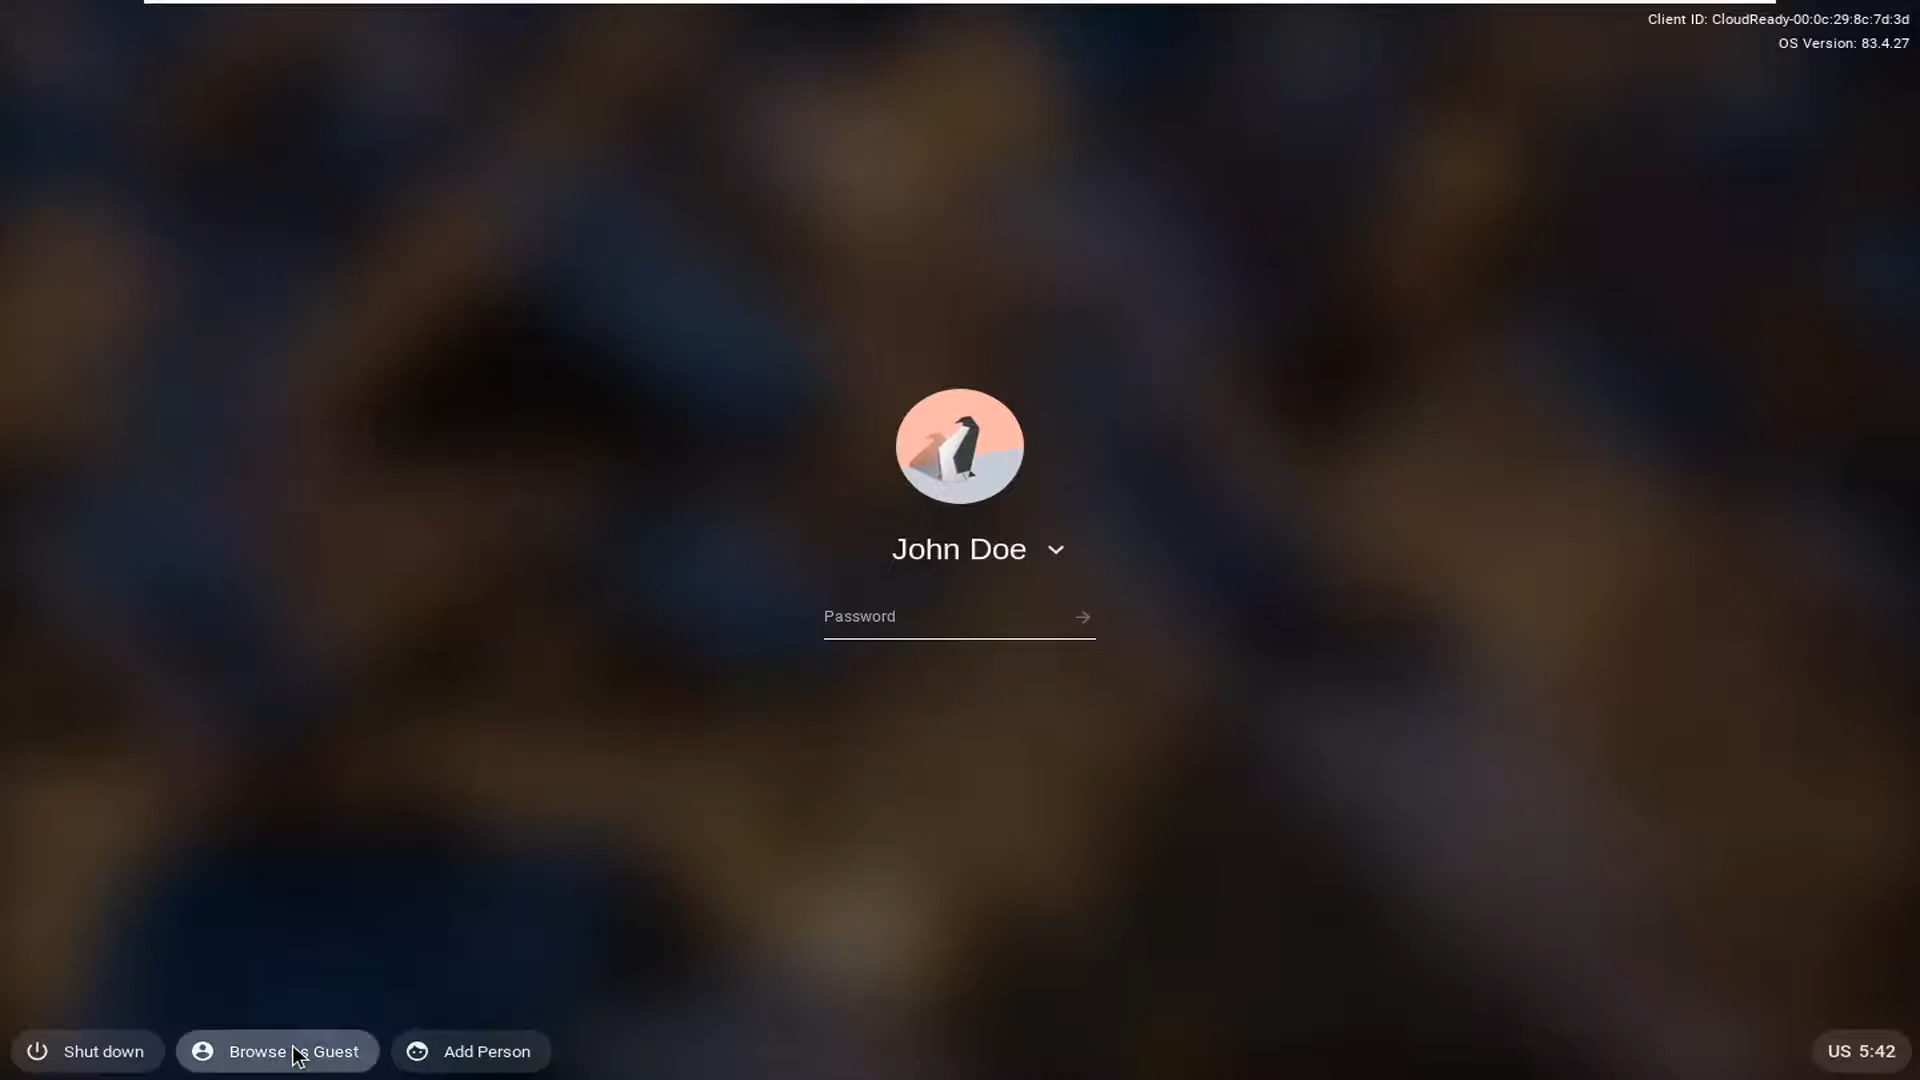 Client ID: CloudReady-00:0c:29:8c:7d:3d
OS Version: 83.4.27
John Doe
Password
Shut down
Browse as Guest
Add Person
US 5:42